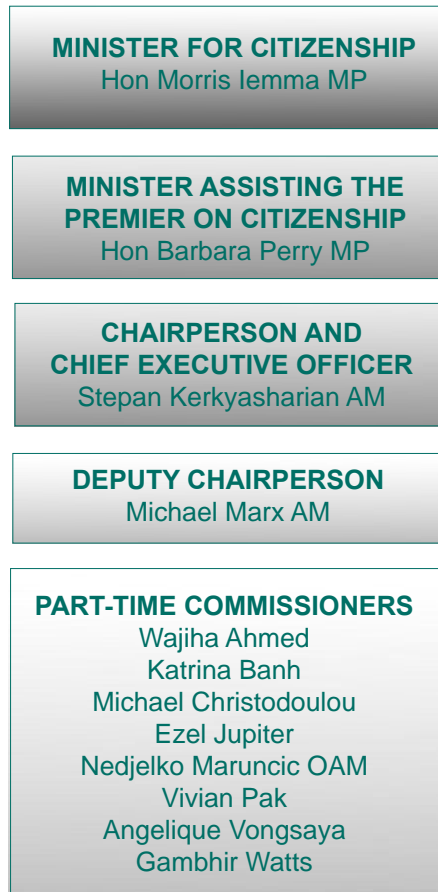 MINISTER FOR CITIZENSHIP
Hon Morris Iemma MP
MINISTER ASSISTING THE
PREMIER ON CITIZENSHIP
Hon Barbara Perry MP
CHAIRPERSON AND
CHIEF EXECUTIVE OFFICER
Stepan Kerkyasharian AM
DEPUTY CHAIRPERSON
Michael Marx AM
PART-TIME COMMISSIONERS
Wajiha Ahmed
Katrina Banh
Michael Christodoulou
Ezel Jupiter
Nedjelko Maruncic OAM
Vivian Pak
Angelique Vongsaya
Gambhir Watts